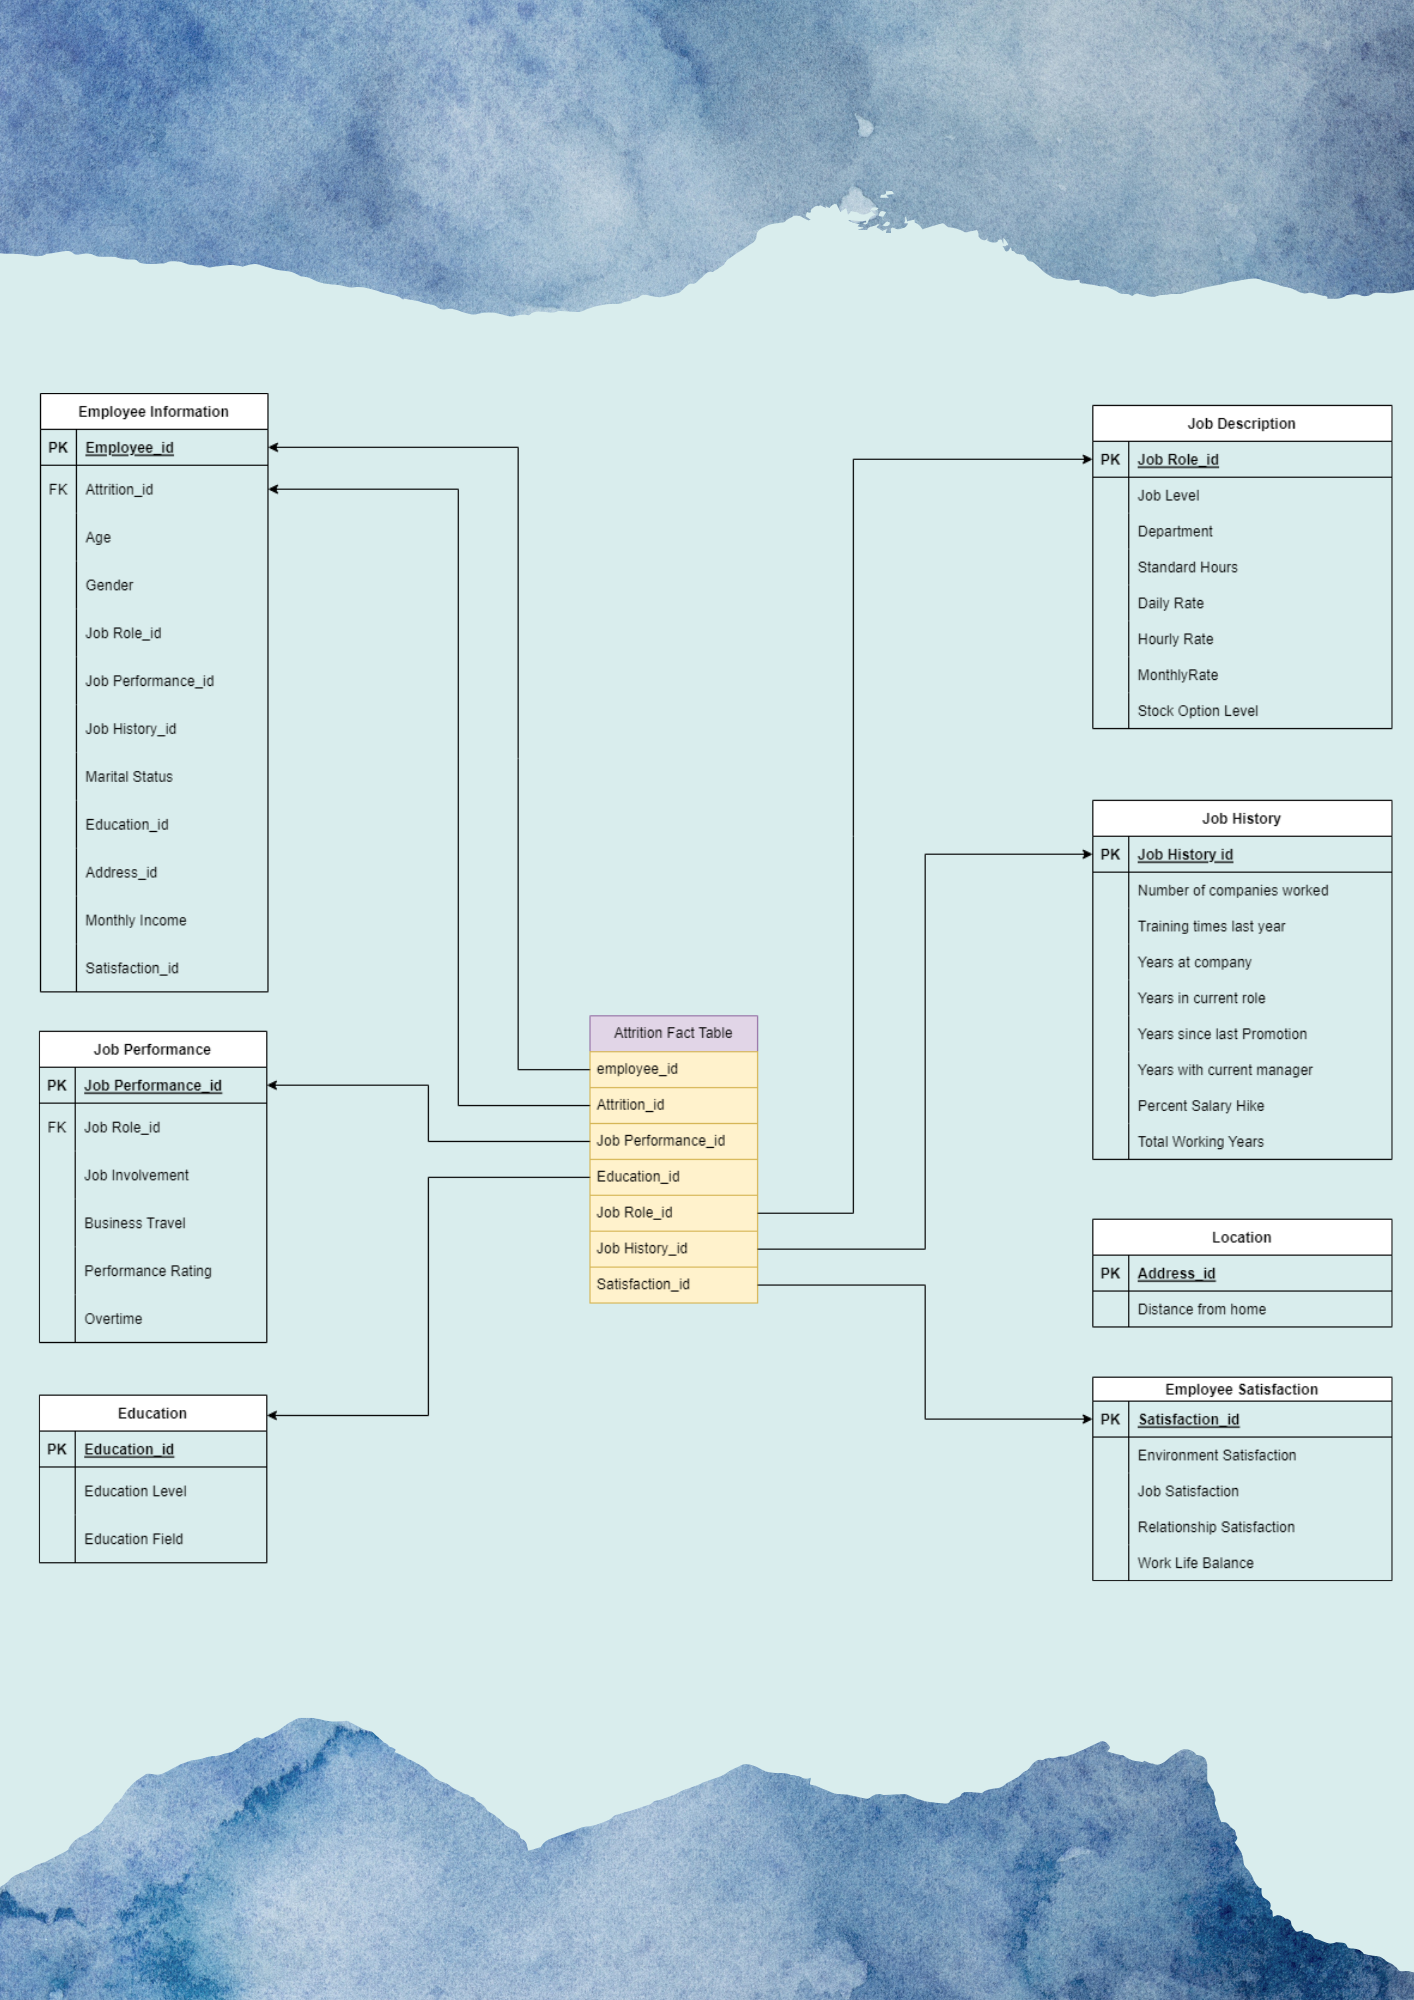 Employee Information
PK Employee_id
FK Attrition_id
Age
Gender
Job Role_id
Job Performance_id
Job History_id
Marital Status
Education_id
Address_id
Monthly Income
Satisfaction_id
Job Performance
PK Job Performance_id
FK Job Role_id
Job Involvement
Business Travel
Performance Rating
Overtime
Education
PK Education_id
Education Level
Education Field
Attrition Fact Table
employee_id
Attrition_id
Job Performance_id
Education_id
Job Role_id
Job History_id
Satisfaction_id
Job Description
PK Job Role_id
Job Level
Department
Standard Hours
Daily Rate
Hourly Rate
MonthlyRate
Stock Option Level
Job History
PK Job History id
Number of companies worked
Training times last year
Years at company
Years in current role
Years since last Promotion
Years with current manager
Percent Salary Hike
Total Working Years
Location
PK Address_id
Distance from home
Employee Satisfaction
PK Satisfaction_id
Environment Satisfaction
Job Satisfaction
Relationship Satisfaction
Work Life Balance